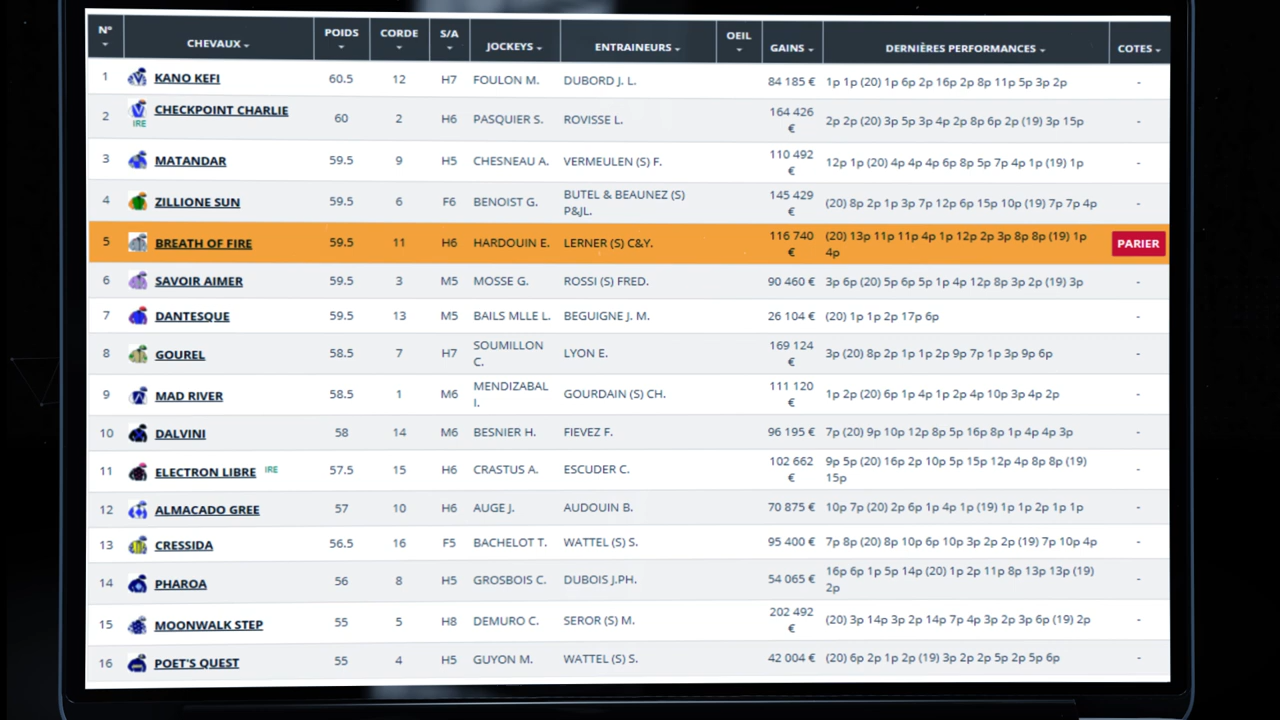 N° CHEVAUX POIDS CORDE S/A JOCKEYS ENTRAINEURS OEIL GAINS DERNIÈRES PERFORMANCES COTES
1 KANO KEFI 60.5 12 H7 FOULON M. DUBORD J. L. 84 185 € 1p 1p (20) 1p 6p 2p 16p 2p 8p 11p 5p 3p 2p -
2 CHECKPOINT CHARLIE IRE 60 2 H6 PASQUIER S. ROVISSE L. 164 426 € 2p 2p (20) 3p 5p 3p 4p 2p 8p 6p 2p (19) 3p 15p -
3 MATANDAR 59.5 9 H5 CHESNEAU A. VERMEULEN (S) F. 110 492 € 12p 1p (20) 4p 4p 4p 6p 8p 5p 7p 4p 1p (19) 1p -
4 ZILLIONE SUN 59.5 6 F6 BENOIST G. BUTEL & BEAUNEZ (S) P&JL. 145 429 € (20) 8p 2p 1p 3p 7p 12p 6p 15p 10p (19) 7p 7p 4p -
5 BREATH OF FIRE 59.5 11 H6 HARDOUIN E. LERNER (S) C&Y. 116 740 € (20) 13p 11p 11p 4p 1p 12p 2p 3p 8p 8p (19) 1p 4p PARIER
6 SAVOIR AIMER 59.5 3 M5 MOSSE G. ROSSI (S) FRED. 90 460 € 3p 6p (20) 5p 6p 5p 1p 4p 12p 8p 3p 2p (19) 3p -
7 DANTESQUE 59.5 13 M5 BAILS MLLE L. BEGUIGNE J. M. 26 104 € (20) 1p 1p 2p 17p 6p -
8 GOUREL 58.5 7 H7 SOUMILLON C. LYON E. 169 124 € 3p (20) 8p 2p 1p 1p 2p 9p 7p 1p 3p 9p 6p -
9 MAD RIVER 58.5 1 M6 MENDIZABAL I. GOURDAIN (S) CH. 111 120 € 1p 2p (20) 6p 1p 4p 1p 1p 2p 4p 10p 3p 4p 2p -
10 DALVINI 58 14 M6 BESNIER H. FIEVEZ F. 96 195 € 7p (20) 9p 10p 12p 8p 5p 16p 8p 1p 4p 4p 3p -
11 ELECTRON LIBRE IRE 57.5 15 H6 CRASTUS A. ESCUDER C. 102 662 € 9p 5p (20) 16p 2p 10p 5p 15p 12p 4p 8p 8p (19) 15p -
12 ALMACADO GREE 57 10 H6 AUGE J. AUDOUIN B. 70 875 € 10p 7p (20) 2p 6p 1p 4p 1p (19) 1p 1p 2p 1p 1p -
13 CRESSIDA 56.5 16 F5 BACHELOT T. WATTEL (S) S. 95 400 € 7p 8p (20) 8p 10p 6p 10p 3p 2p 2p (19) 7p 10p 4p -
14 PHAROA 56 8 H5 GROSBOIS C. DUBOIS J.PH. 54 065 € 16p 6p 1p 5p 14p (20) 1p 2p 11p 8p 13p 13p (19) 2p -
15 MOONWALK STEP 55 5 H8 DEMURO C. SEROR (S) M. 202 492 € (20) 3p 14p 3p 2p 14p 7p 4p 3p 2p 3p 6p (19) 2p -
16 POET'S QUEST 55 4 H5 GUYON M. WATTEL (S) S. 42 004 € (20) 6p 2p 1p 2p (19) 3p 2p 2p 5p 2p 5p 6p -